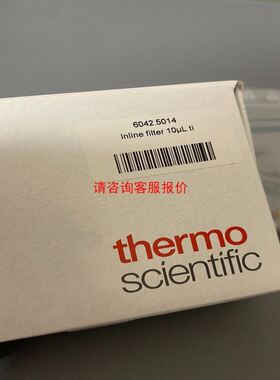 6042.5014
Inline filter 10µL ti
请咨询客服报价
thermo
scientific